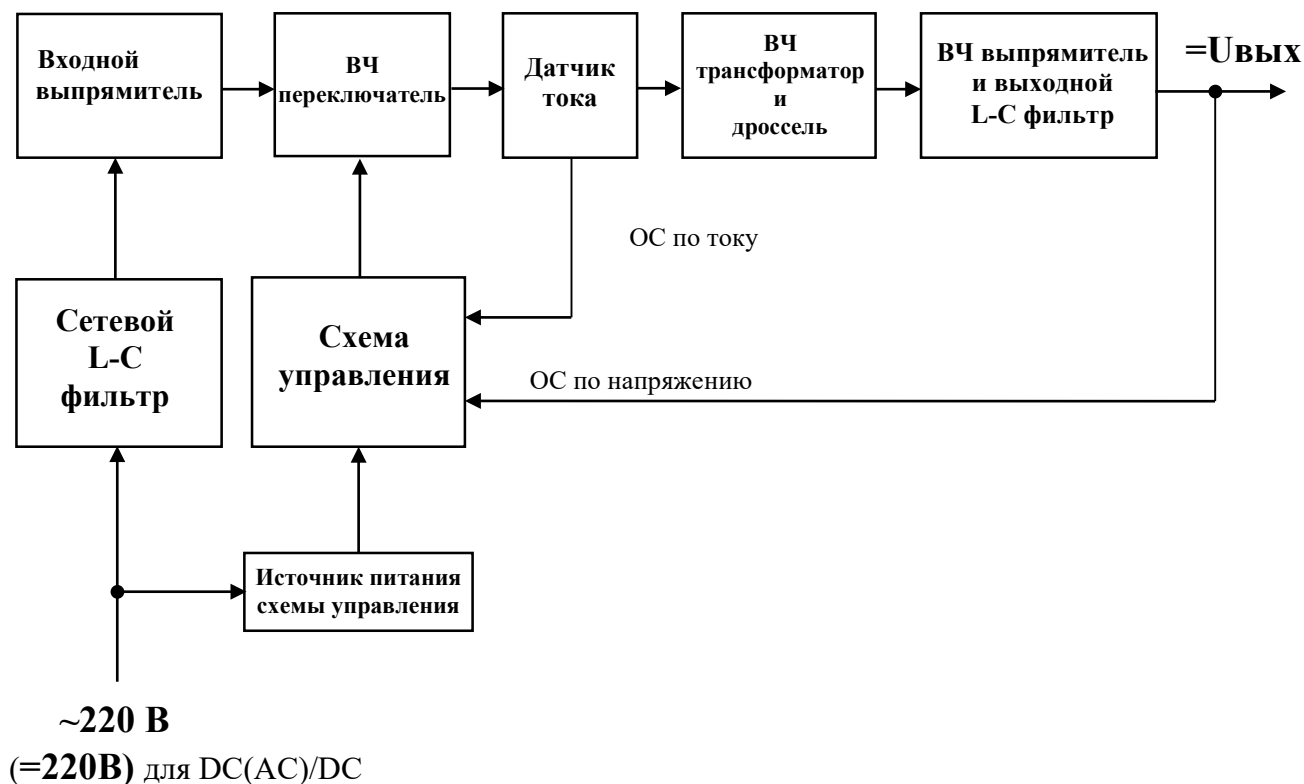 Входной
выпрямитель
ВЧ
переключатель
Датчик
тока
ВЧ
трансформатор
и
дроссель
ВЧ выпрямитель
и выходной
L-C фильтр
=Uвых
ОС по току
Сетевой
L-C
фильтр
Схема
управления
ОС по напряжению
Источник питания
схемы управления
~220 В
(=220В) для DC(AC)/DC